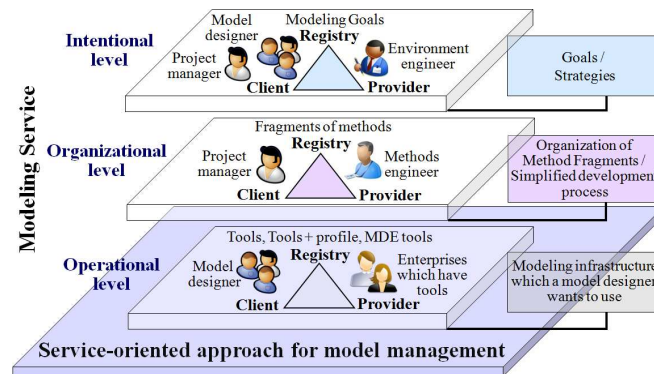 Modeling Service
Intentional
level
Model
designer
Project
manager
Modeling Goals
Registry
Client
Provider
Environment
engineer
Goals /
Strategies
Organizational
level
Fragments of methods
Registry
Project
manager
Methods
engineer
Client
Provider
Organization of
Method Fragments /
Simplified development
process
Operational
level
Tools, Tools + profile, MDE tools
Registry
Model
designer
Enterprises
which have
tools
Client
Provider
Modeling infrastructure
which a model designer
wants to use
Service-oriented approach for model management